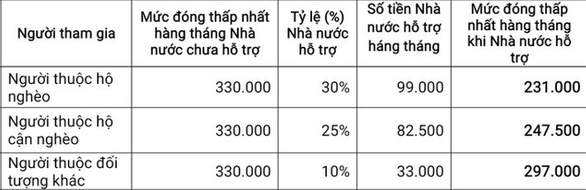 Người tham gia
Mức đóng thấp nhất
hàng tháng Nhà
nước chưa hỗ trợ
Tỷ lệ (%)
Nhà nước
hỗ trợ
Số tiền Nhà
nước hỗ trợ
háng tháng
Mức đóng thấp
nhất hàng tháng
khi Nhà nước hỗ
trợ
Người thuộc hộ
nghèo
330.000
30%
99.000
231.000
Người thuộc hộ
cận nghèo
330.000
25%
82.500
247.500
Người thuộc đối
tượng khác
330.000
10%
33.000
297.000